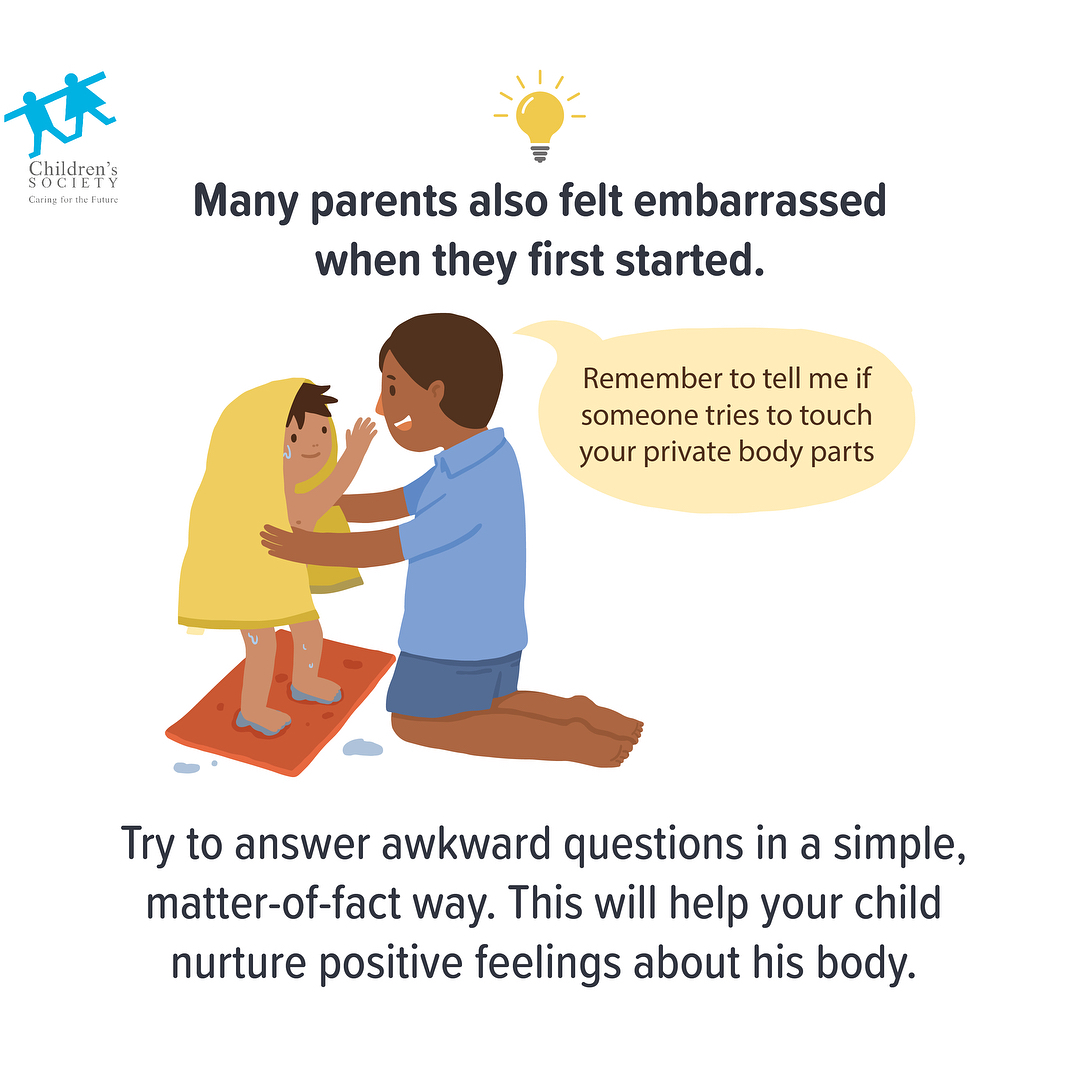 Children's
SOCIETY
Caring for the Future
Many parents also felt embarrassed
when they first started.
Remember to tell me if
someone tries to touch
your private body parts
Try to answer awkward questions in a simple,
matter-of-fact way. This will help your child
nurture positive feelings about his body.